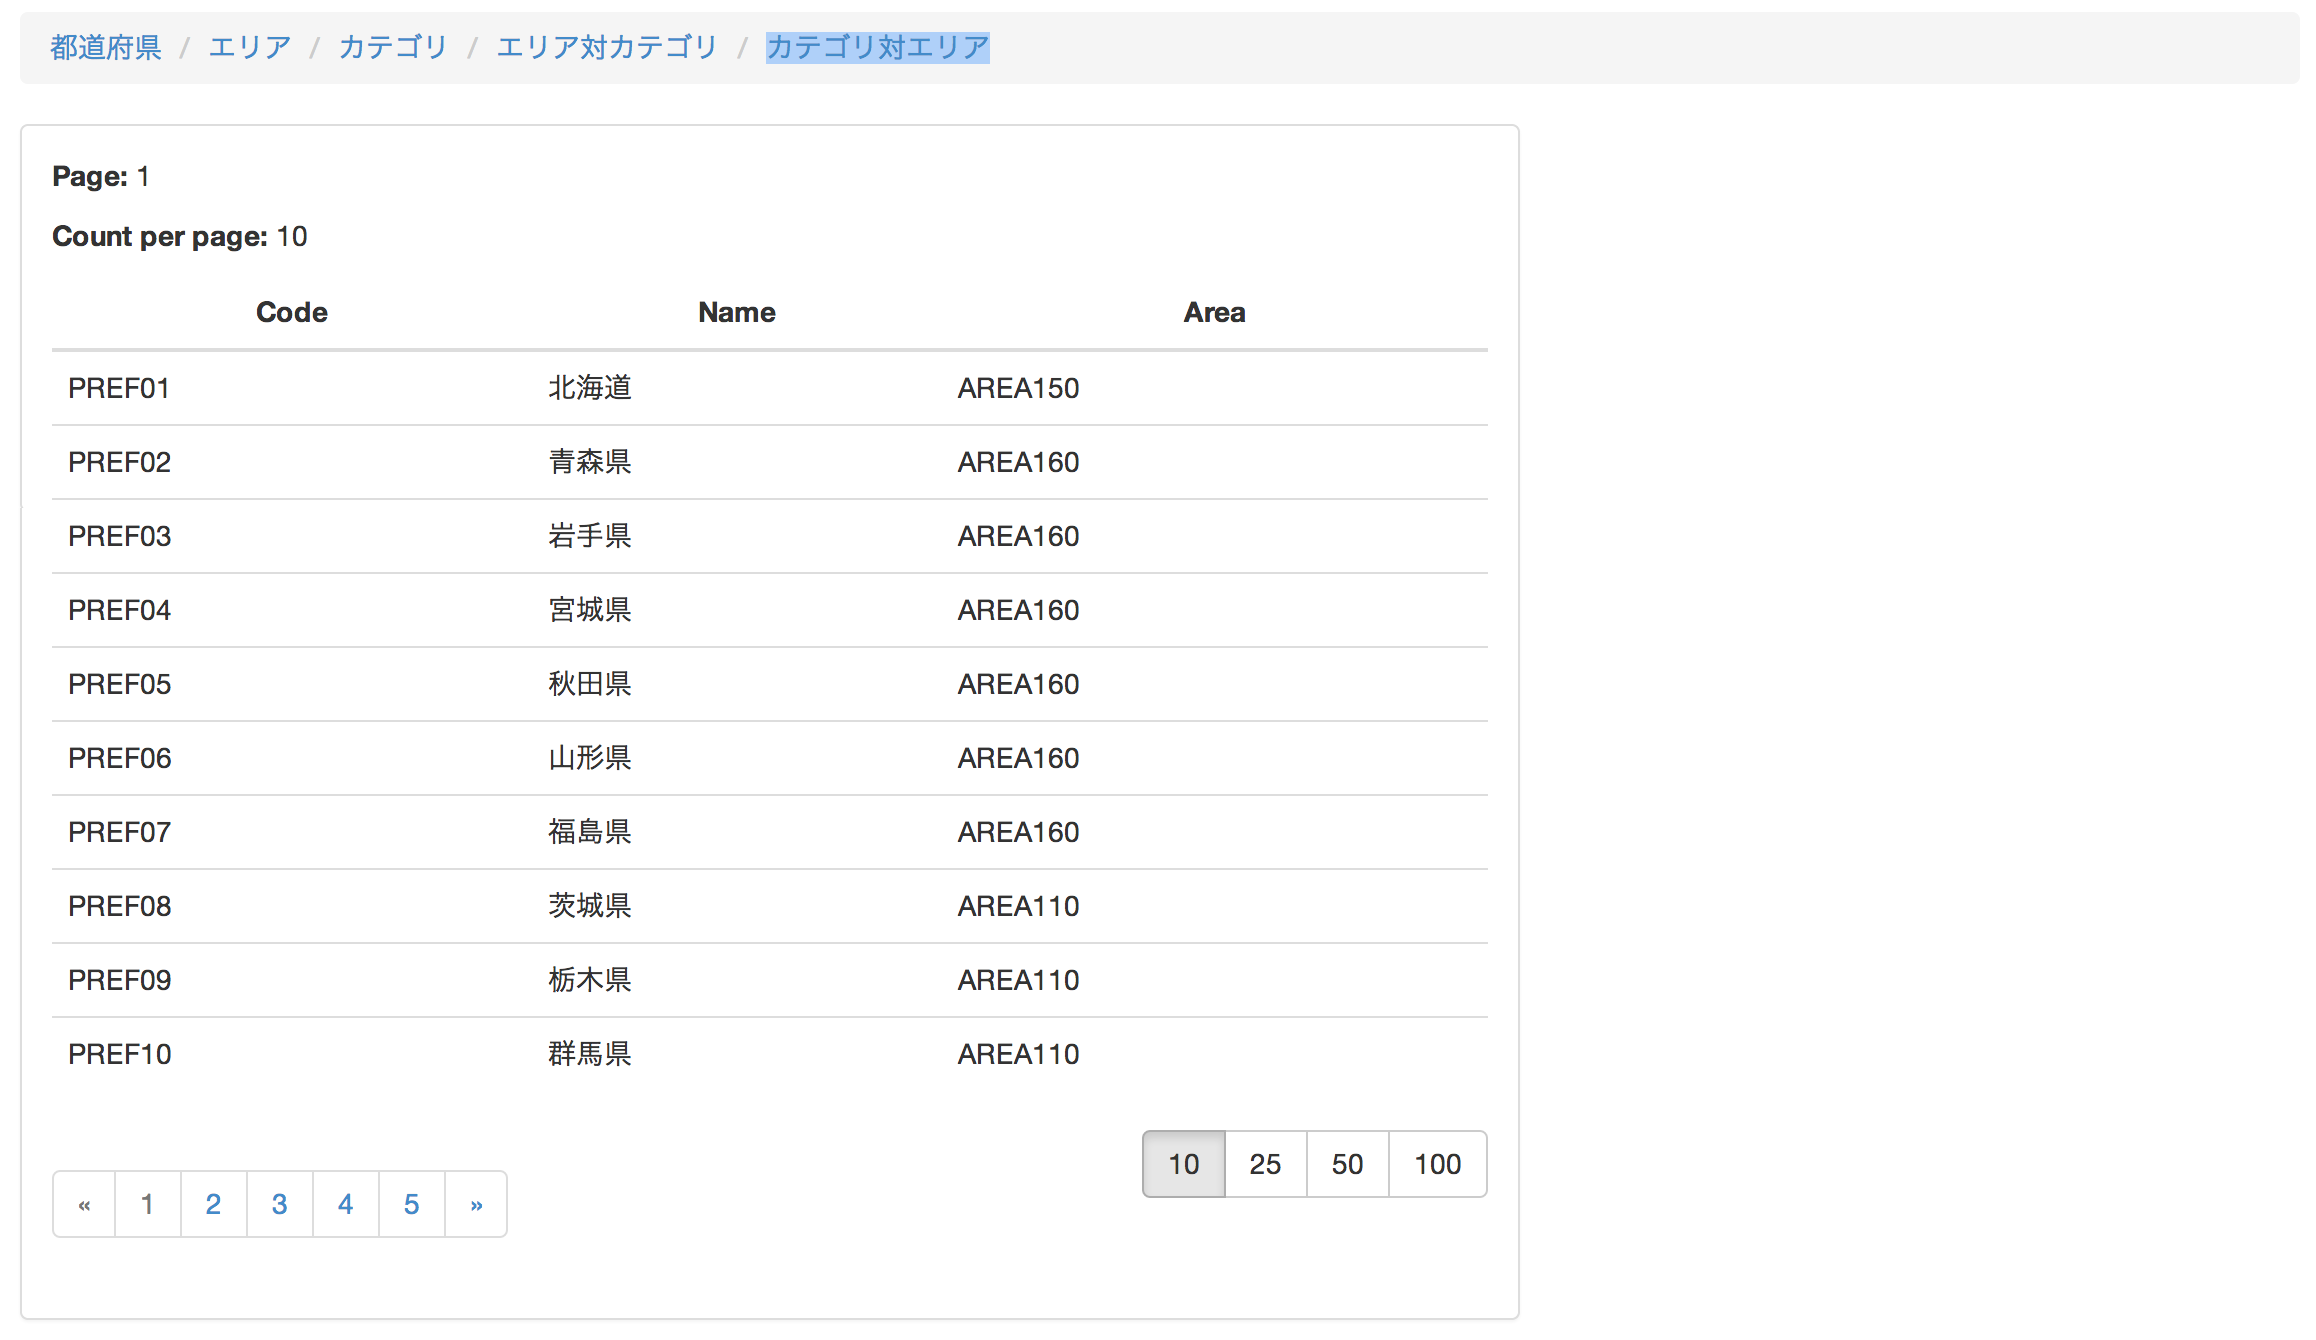 都道府県 / エリア / カテゴリ / エリア対カテゴリ / カテゴリ対エリア
Page: 1
Count per page: 10
Code Name Area
PREF01 北海道 AREA150
PREF02 青森県 AREA160
PREF03 岩手県 AREA160
PREF04 宮城県 AREA160
PREF05 秋田県 AREA160
PREF06 山形県 AREA160
PREF07 福島県 AREA160
PREF08 茨城県 AREA110
PREF09 栃木県 AREA110
PREF10 群馬県 AREA110
10 25 50 100
« 1 2 3 4 5 »